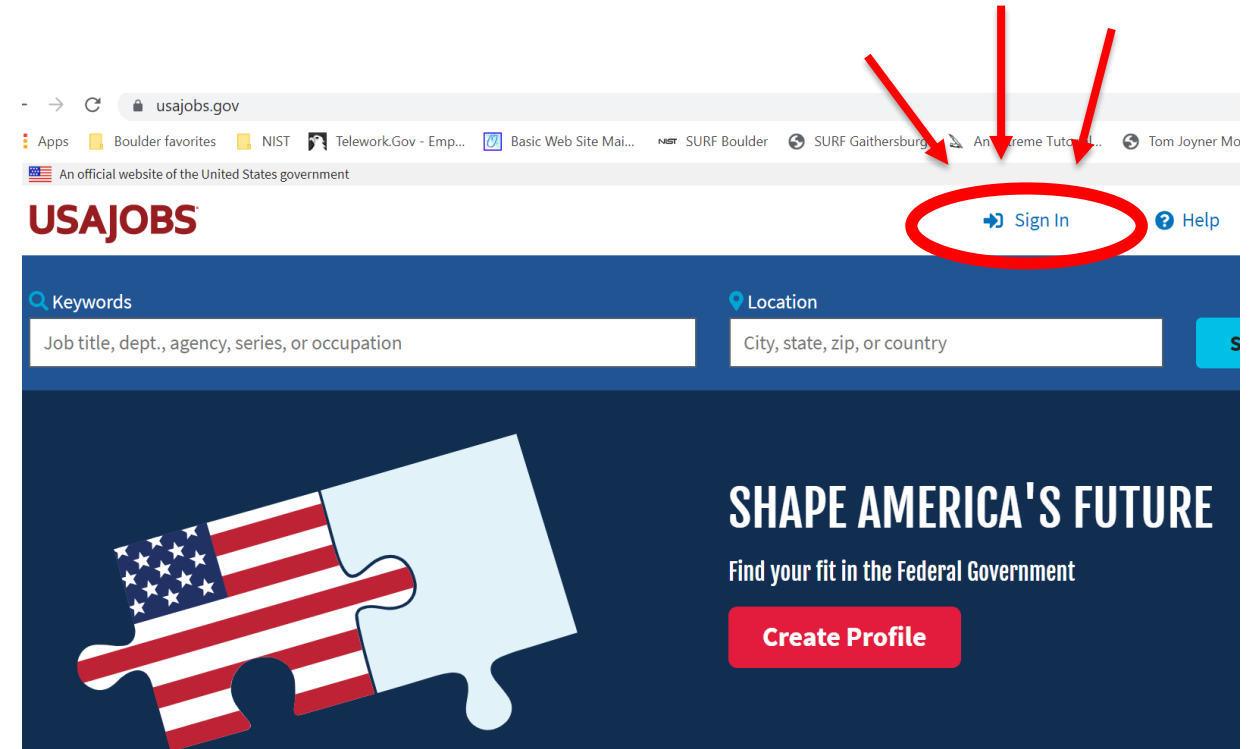 usajobs.gov
Apps Boulder favorites NIST Telework.Gov - Emp... Basic Web Site Mai... NIST SURF Boulder SURF Gaithersburg An Tom Joyner Mo
An official website of the United States government
USAJOBS
Sign In Help
Keywords Location
Job title, dept., agency, series, or occupation City, state, zip, or country
SHAPE AMERICA'S FUTURE
Find your fit in the Federal Government
Create Profile